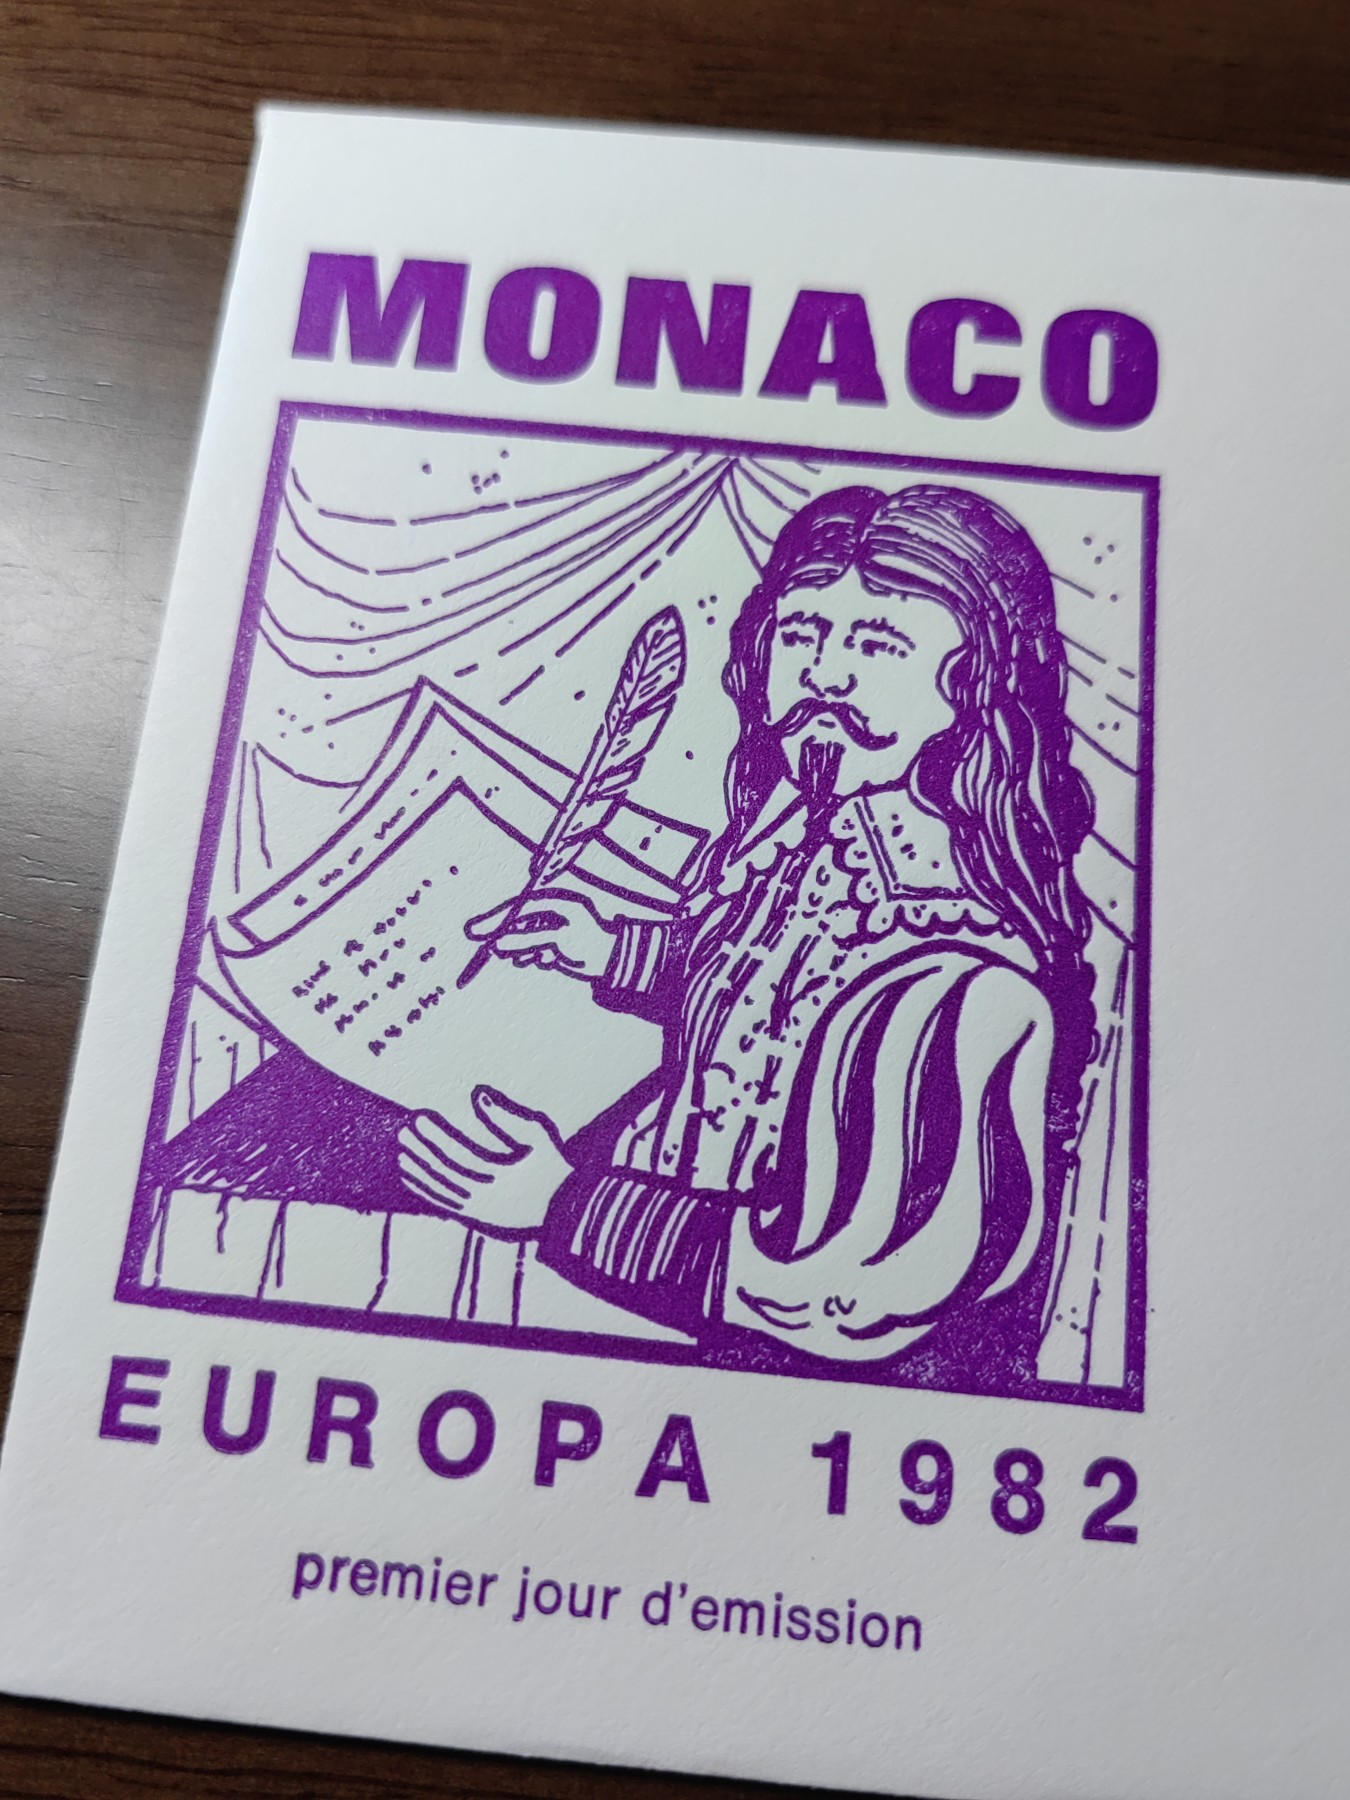 MONACO
EUROPA 1982
premier jour d'emission